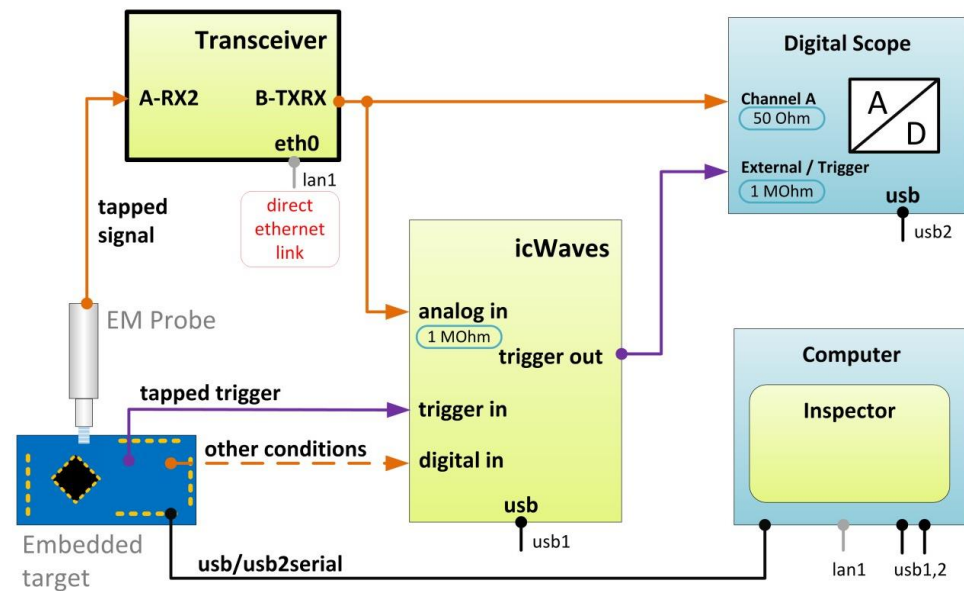 Transceiver
A-RX2
B-TXRX
eth0
lan1
direct
ethernet
link
tapped
signal
EM Probe
Digital Scope
Channel A
50 Ohm
A
D
External / Trigger
1 MOhm
usb
usb2
icWaves
analog in
1 MOhm
trigger out
tapped trigger
trigger in
other conditions
digital in
usb
usb1
Embedded
target
usb/usb2serial
Computer
Inspector
lan1
usb1,2